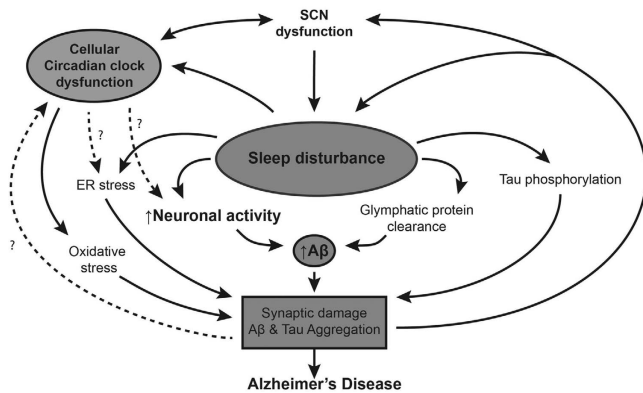 SCN
dysfunction
Cellular
Circadian clock
dysfunction
?
?
Sleep disturbance
ER stress
Tau phosphorylation
↑Neuronal activity
Glymphatic protein
clearance
?
Oxidative
stress
↑Aβ
Synaptic damage
Aβ & Tau Aggregation
Alzheimer's Disease